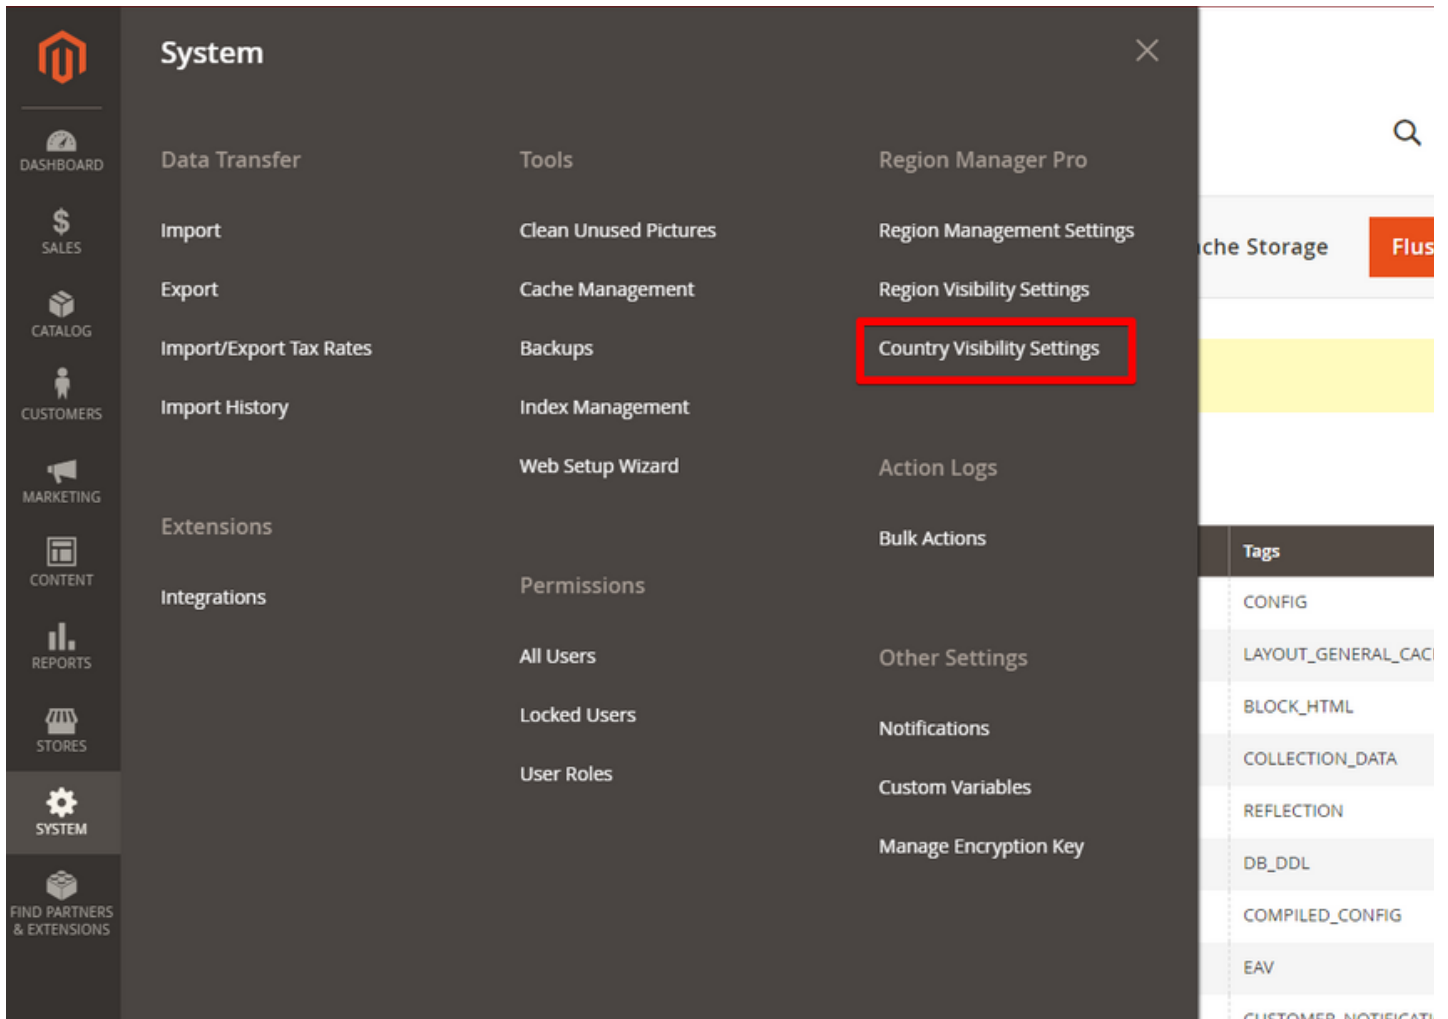 DASHBOARD
SALES
CATALOG
CUSTOMERS
MARKETING
CONTENT
REPORTS
STORES
SYSTEM
FIND PARTNERS
& EXTENSIONS
System
Data Transfer
Import
Export
Import/Export Tax Rates
Import History
Extensions
Integrations
Tools
Clean Unused Pictures
Cache Management
Backups
Index Management
Web Setup Wizard
Permissions
All Users
Locked Users
User Roles
Region Manager Pro
Region Management Settings
Region Visibility Settings
Country Visibility Settings
Action Logs
Bulk Actions
Other Settings
Notifications
Custom Variables
Manage Encryption Key
che Storage
Flus
Tags
CONFIG
LAYOUT_GENERAL_CAC
BLOCK_HTML
COLLECTION_DATA
REFLECTION
DB_DDL
COMPILED_CONFIG
EAV
CUSTOMER_NOTIFICATI